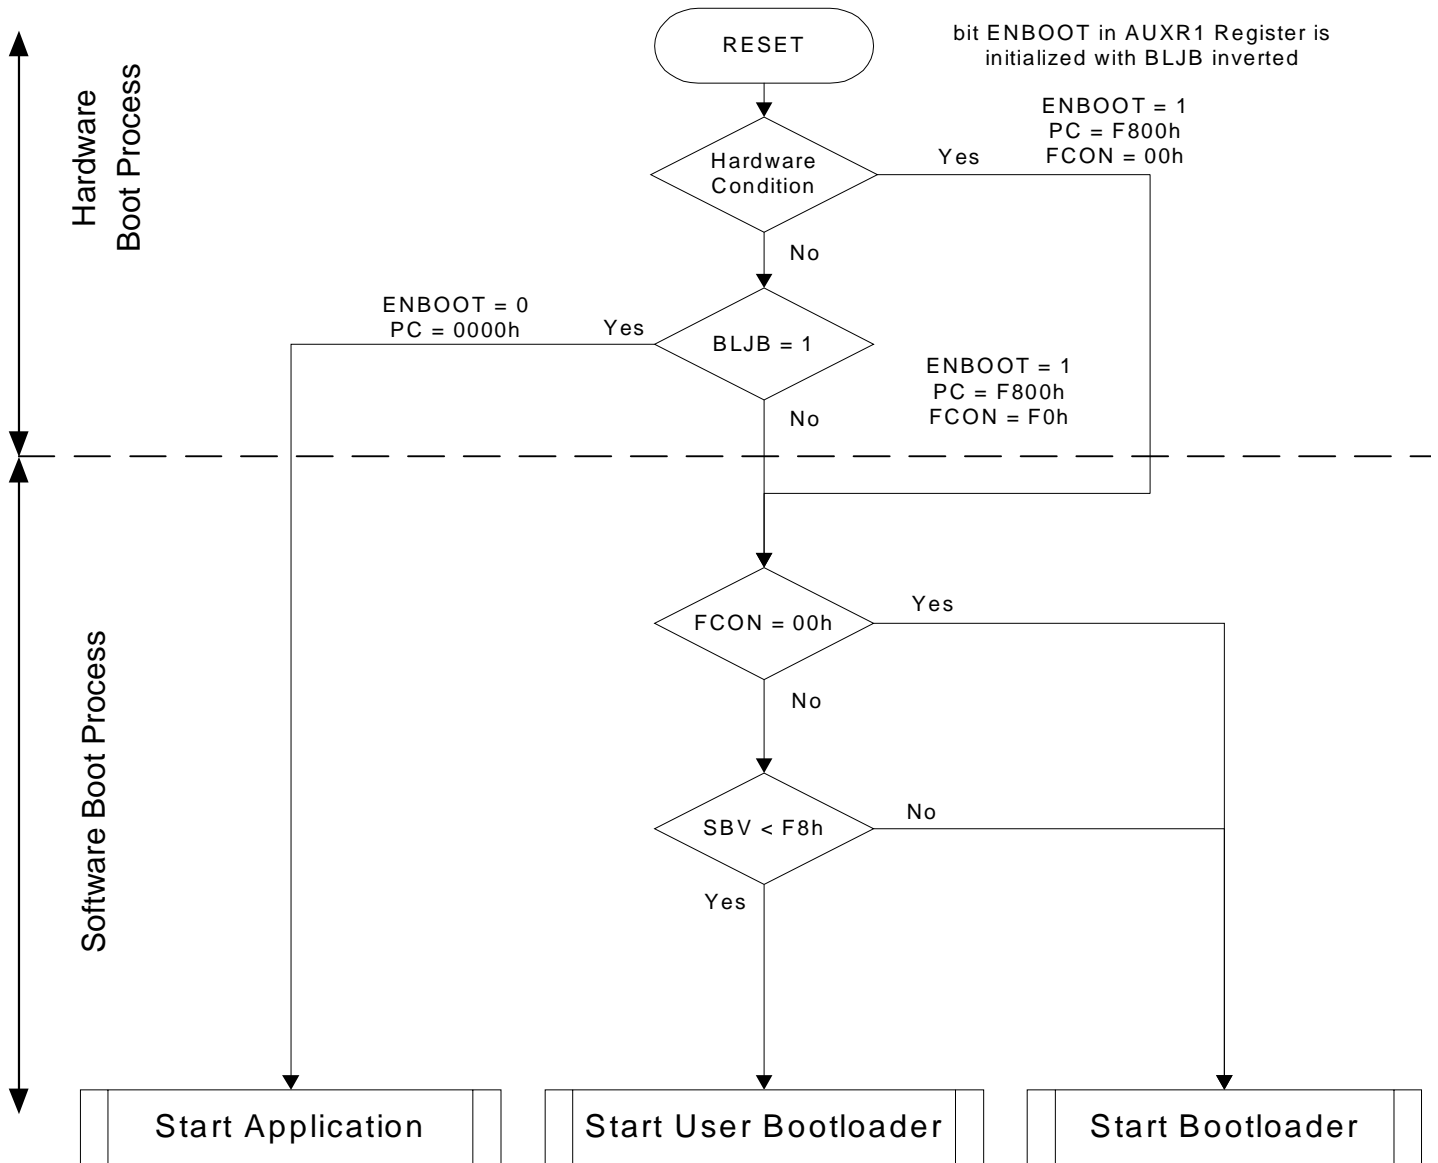 RESET
bit ENBOOT in AUXR1 Register is
initialized with BLJB inverted
Hardware
Boot Process
ENBOOT = 1
PC = F800h
FCON = 00h
Hardware
Condition
Yes
No
ENBOOT = 0
PC = 0000h
Yes
BLJB = 1
ENBOOT = 1
PC = F800h
FCON = F0h
No
Software Boot Process
FCON = 00h
Yes
No
SBV < F8h
No
Yes
Start Application
Start User Bootloader
Start Bootloader